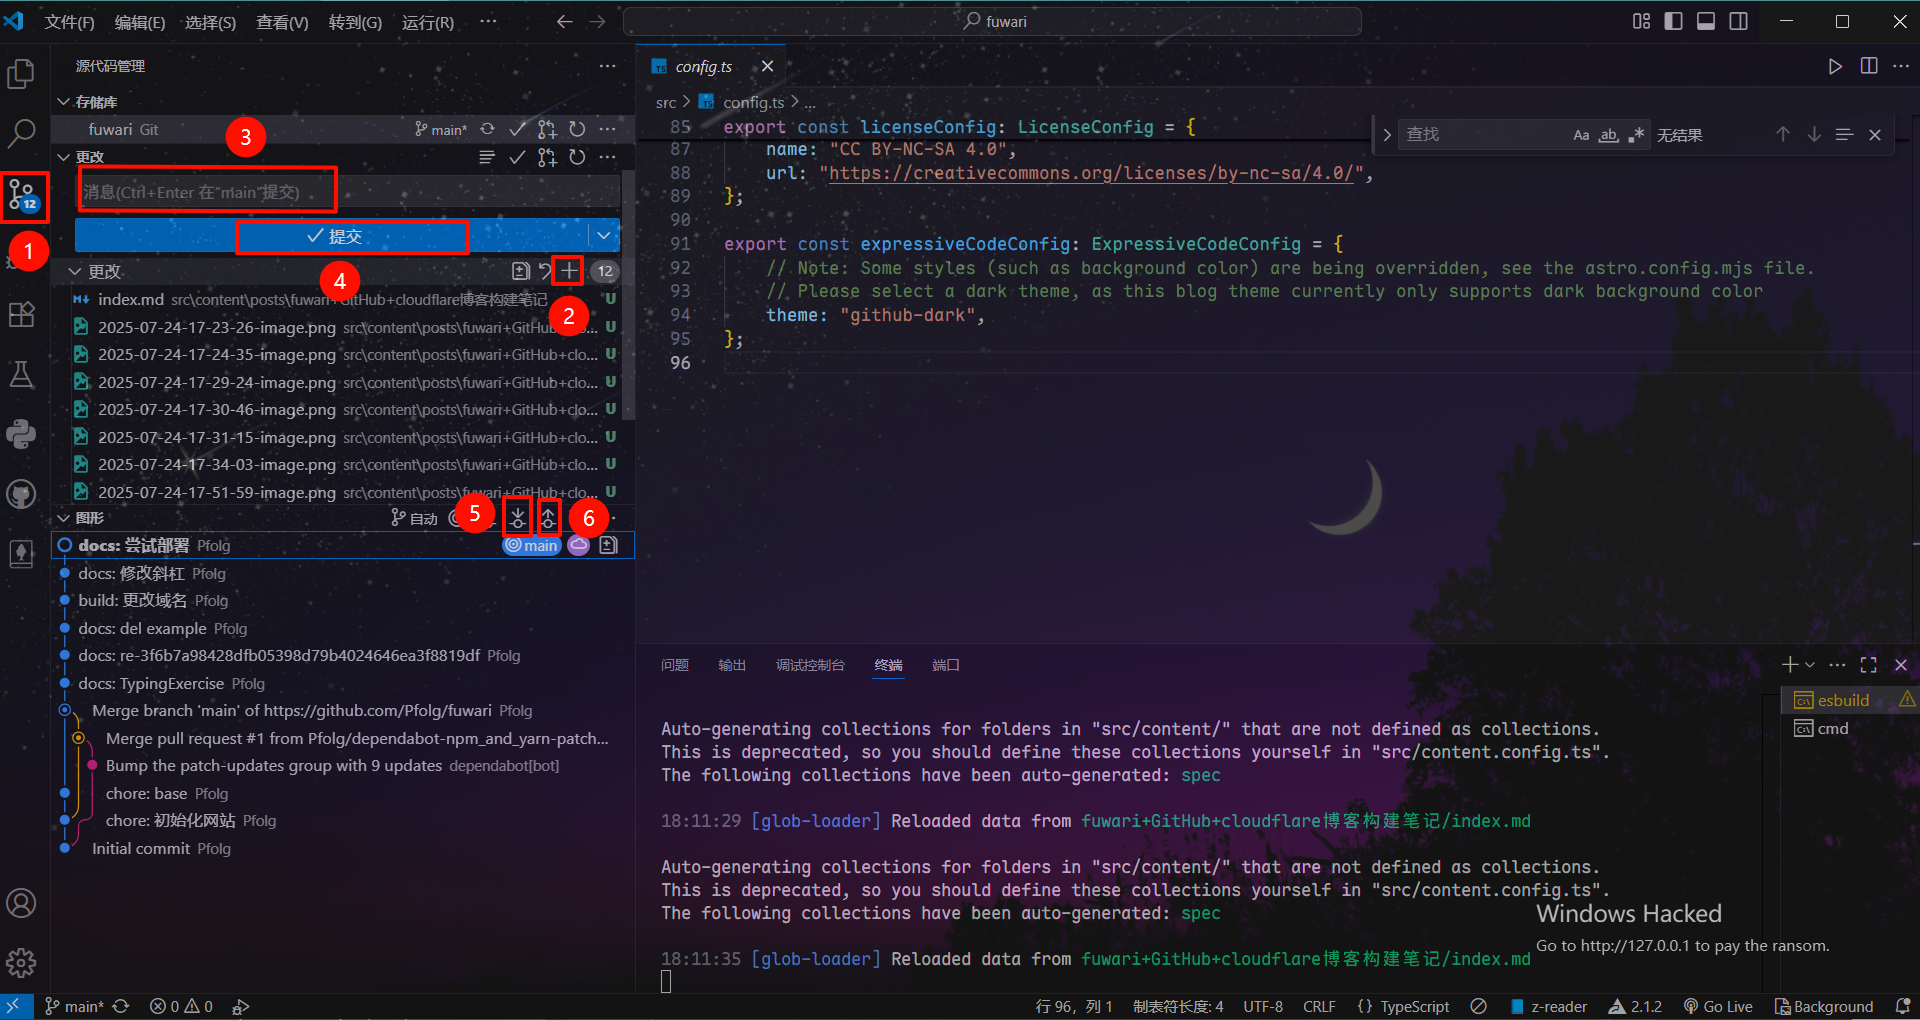 文件(F) 编辑(E) 选择(S) 查看(V) 转到(G) 运行(R) ··· fuwari
源代码管理
存储库
fuwari Git main*
3
更改
消息(Ctrl+Enter 在"main"提交)
12
提交
1
更改 12
4
2
index.md src\content\posts\fuwari+GitHub+cloudflare博客构建笔记 U
2025-07-24-17-23-26-image.png src\content\posts\fuwari+GitHub... U
2025-07-24-17-24-35-image.png src\content\posts\fuwari+GitHub+clo... U
2025-07-24-17-29-24-image.png src\content\posts\fuwari+GitHub+clo... U
2025-07-24-17-30-46-image.png src\content\posts\fuwari+GitHub+clo... U
2025-07-24-17-31-15-image.png src\content\posts\fuwari+GitHub+clo... U
2025-07-24-17-34-03-image.png src\content\posts\fuwari+GitHub+clo... U
2025-07-24-17-51-59-image.png src\content\posts\fuwari+GitHub+clo... U
图形 自动 5 6
docs: 尝试部署 Pfolg main
docs: 修改斜杠 Pfolg
build: 更改域名 Pfolg
docs: del example Pfolg
docs: re-3f6b7a98428dfb05398d79b4024646ea3f8819df Pfolg
docs: TypingExercise Pfolg
Merge branch 'main' of https://github.com/Pfolg/fuwari Pfolg
Merge pull request #1 from Pfolg/dependabot-npm_and_yarn-patch...
Bump the patch-updates group with 9 updates dependabot[bot]
chore: base Pfolg
chore: 初始化网站 Pfolg
Initial commit Pfolg
TS config.ts
src > TS config.ts > ...
85 export const licenseConfig: LicenseConfig = {
87 name: "CC BY-NC-SA 4.0",
88 url: "https://creativecommons.org/licenses/by-nc-sa/4.0/",
89 };
90
91 export const expressiveCodeConfig: ExpressiveCodeConfig = {
92 // Note: Some styles (such as background color) are being overridden, see the astro.config.mjs file.
93 // Please select a dark theme, as this blog theme currently only supports dark background color
94 theme: "github-dark",
95 };
96
查找 Aa ab 无结果
问题 输出 调试控制台 终端 端口
Auto-generating collections for folders in "src/content/" that are not defined as collections.
This is deprecated, so you should define these collections yourself in "src/content.config.ts".
The following collections have been auto-generated: spec
18:11:29 [glob-loader] Reloaded data from fuwari+GitHub+cloudflare博客构建笔记/index.md
Auto-generating collections for folders in "src/content/" that are not defined as collections.
This is deprecated, so you should define these collections yourself in "src/content.config.ts".
The following collections have been auto-generated: spec
18:11:35 [glob-loader] Reloaded data from fuwari+GitHub+cloudflare博客构建笔记/index.md
esbuild
cmd
Windows Hacked
Go to http://127.0.0.1 to pay the ransom.
main* 0 0 行 96，列 1 制表符长度: 4 UTF-8 CRLF {} TypeScript z-reader 2.1.2 Go Live Background